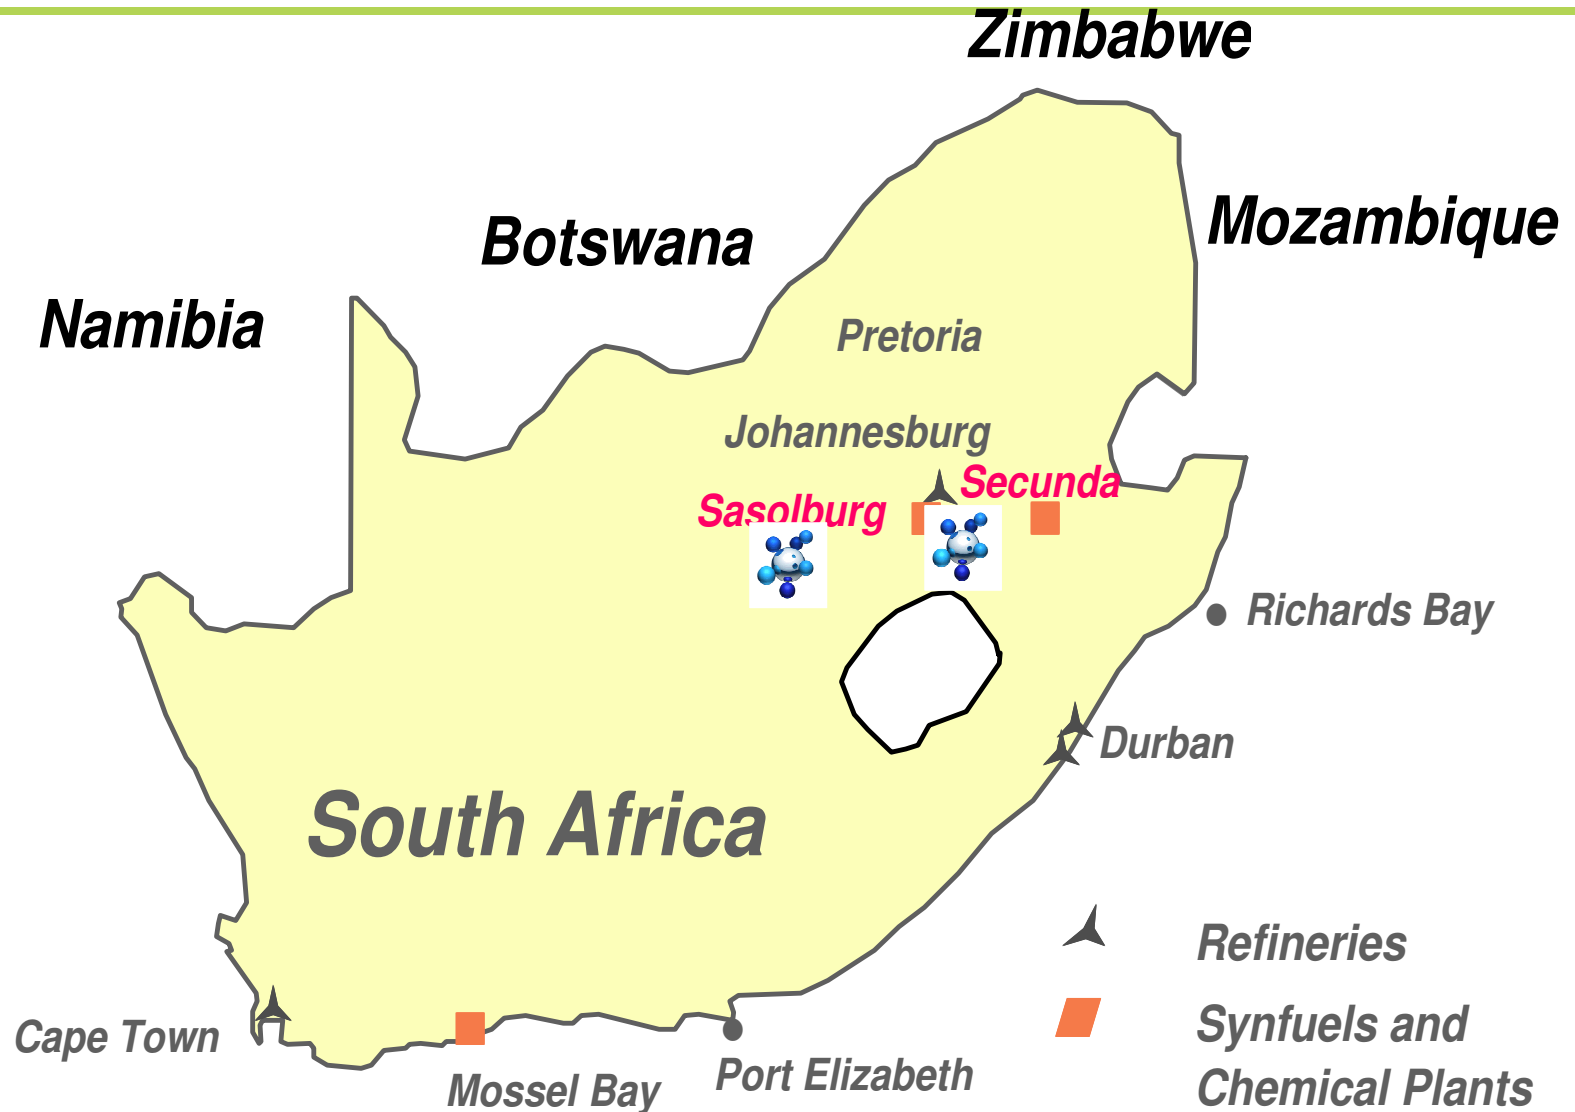 Zimbabwe
Mozambique
Botswana
Namibia
Pretoria
Johannesburg
Secunda
Sasolburg
Richards Bay
Durban
South Africa
Refineries
Cape Town
Synfuels and
Chemical Plants
Port Elizabeth
Mossel Bay